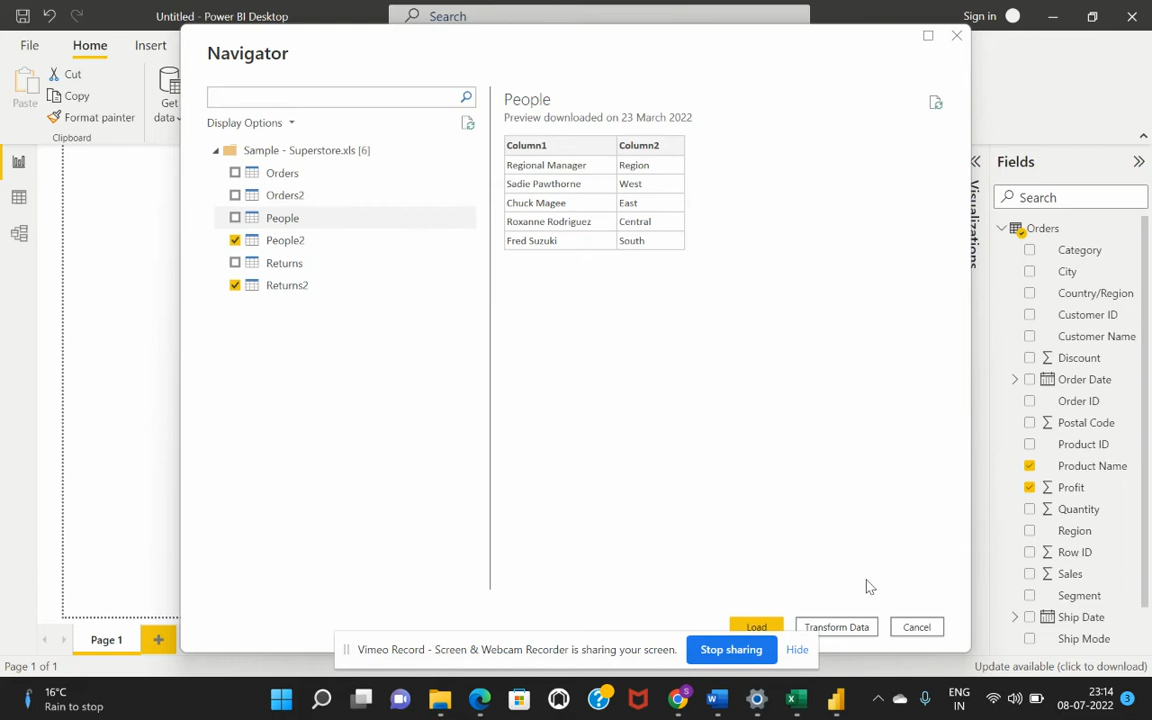 Untitled - Power BI Desktop
Search
Sign in
File
Home
Insert
Cut
Copy
Paste
Format painter
Clipboard
Get
data
Navigator
Display Options
Sample - Superstore.xls [6]
Orders
Orders2
People
People2
Returns
Returns2
People
Preview downloaded on 23 March 2022
Column1 Column2
Regional Manager Region
Sadie Pawthorne West
Chuck Magee East
Roxanne Rodriguez Central
Fred Suzuki South
Load
Transform Data
Cancel
Visualizations
Fields
Search
Orders
Category
City
Country/Region
Customer ID
Customer Name
Discount
Order Date
Order ID
Postal Code
Product ID
Product Name
Profit
Quantity
Region
Row ID
Sales
Segment
Ship Date
Ship Mode
Page 1
Vimeo Record - Screen & Webcam Recorder is sharing your screen.
Stop sharing
Hide
Page 1 of 1
Update available (click to download)
16°C
Rain to stop
S
ENG
IN
23:14
08-07-2022
3